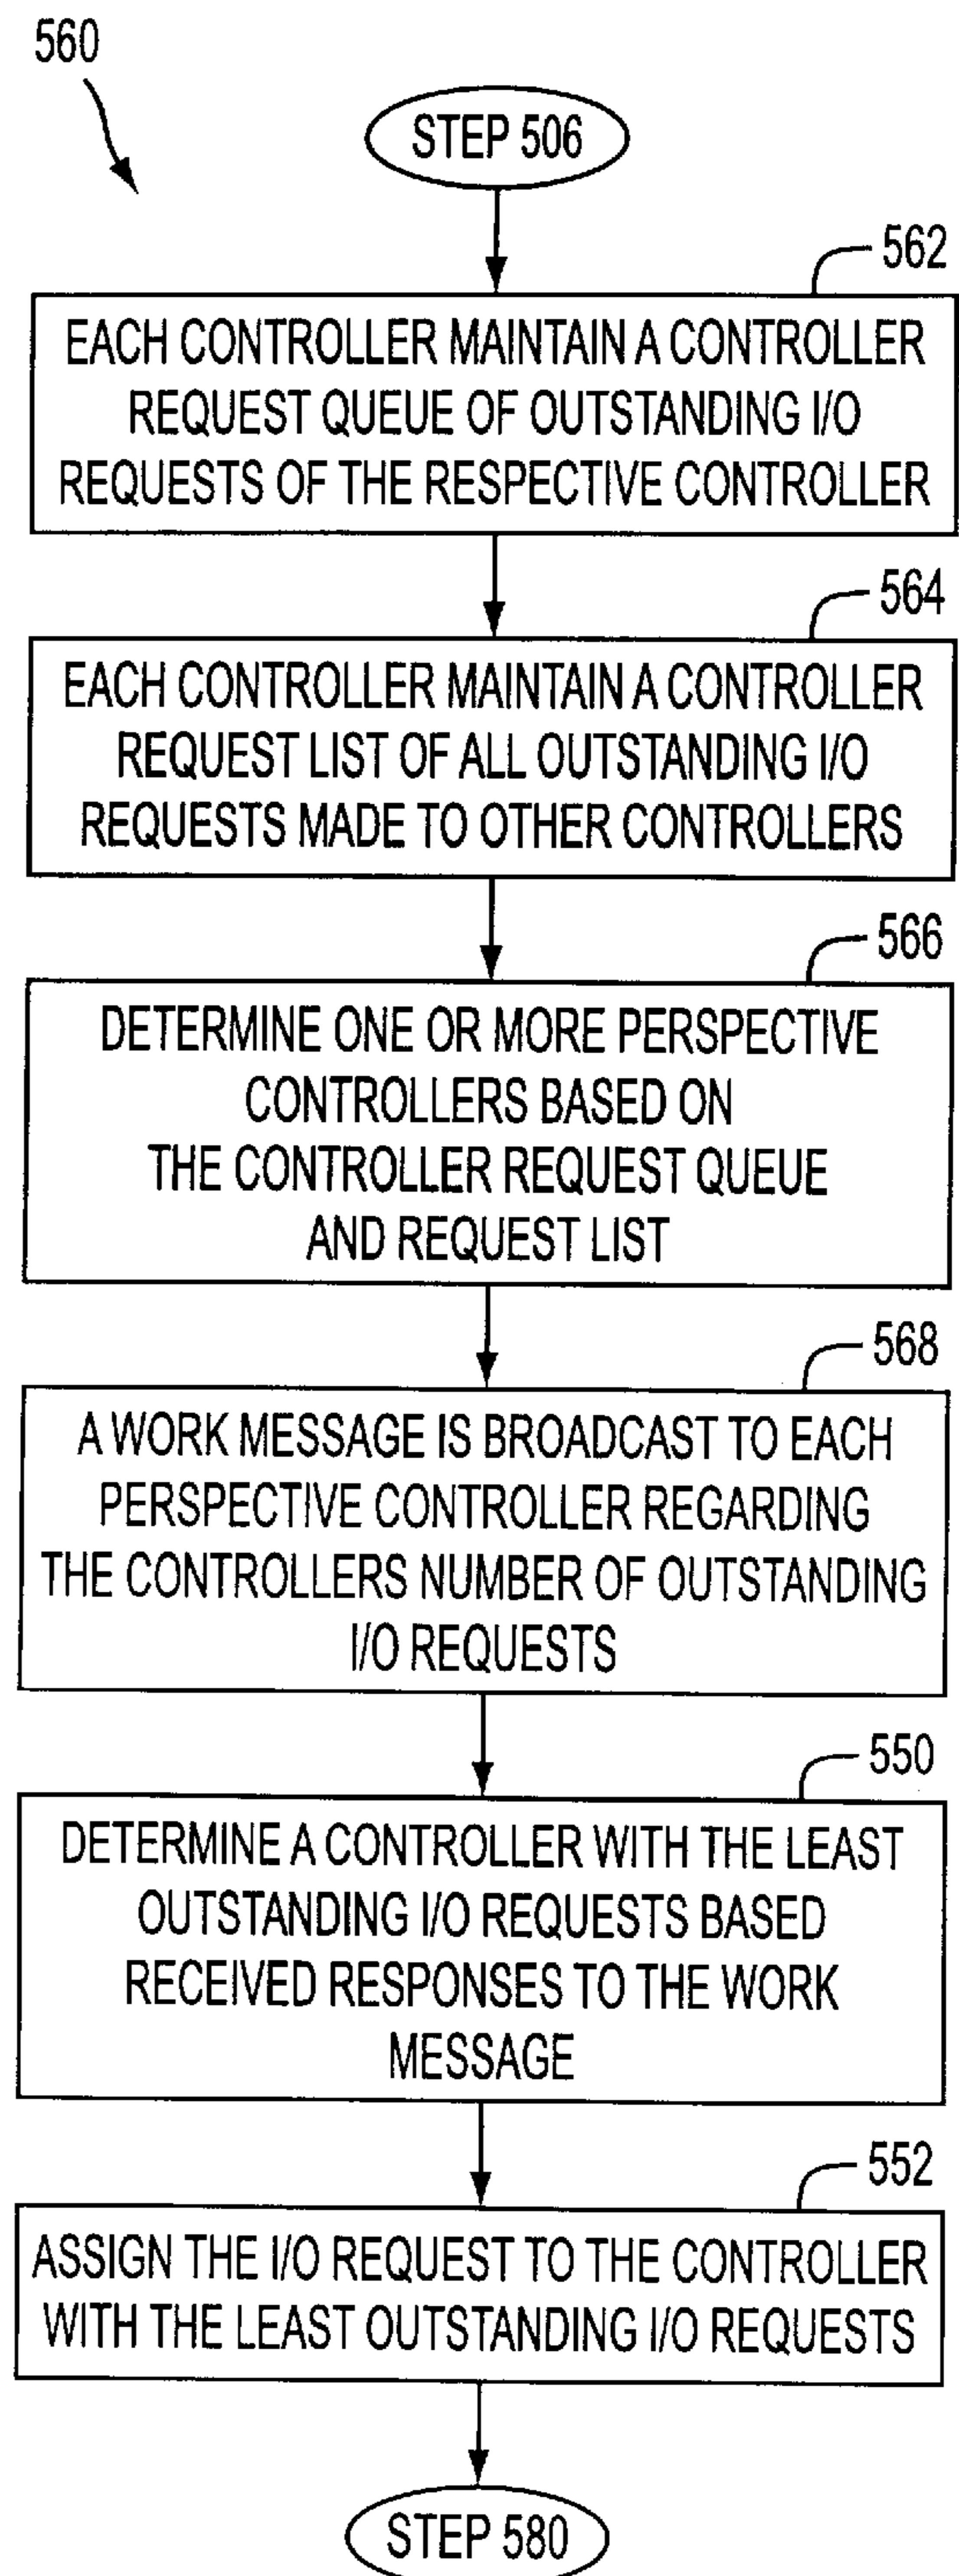 560
STEP 506
562
EACH CONTROLLER MAINTAIN A CONTROLLER
REQUEST QUEUE OF OUTSTANDING I/O
REQUESTS OF THE RESPECTIVE CONTROLLER
564
EACH CONTROLLER MAINTAIN A CONTROLLER
REQUEST LIST OF ALL OUTSTANDING I/O
REQUESTS MADE TO OTHER CONTROLLERS
566
DETERMINE ONE OR MORE PERSPECTIVE
CONTROLLERS BASED ON
THE CONTROLLER REQUEST QUEUE
AND REQUEST LIST
568
A WORK MESSAGE IS BROADCAST TO EACH
PERSPECTIVE CONTROLLER REGARDING
THE CONTROLLERS NUMBER OF OUTSTANDING
I/O REQUESTS
550
DETERMINE A CONTROLLER WITH THE LEAST
OUTSTANDING I/O REQUESTS BASED
RECEIVED RESPONSES TO THE WORK
MESSAGE
552
ASSIGN THE I/O REQUEST TO THE CONTROLLER
WITH THE LEAST OUTSTANDING I/O REQUESTS
STEP 580